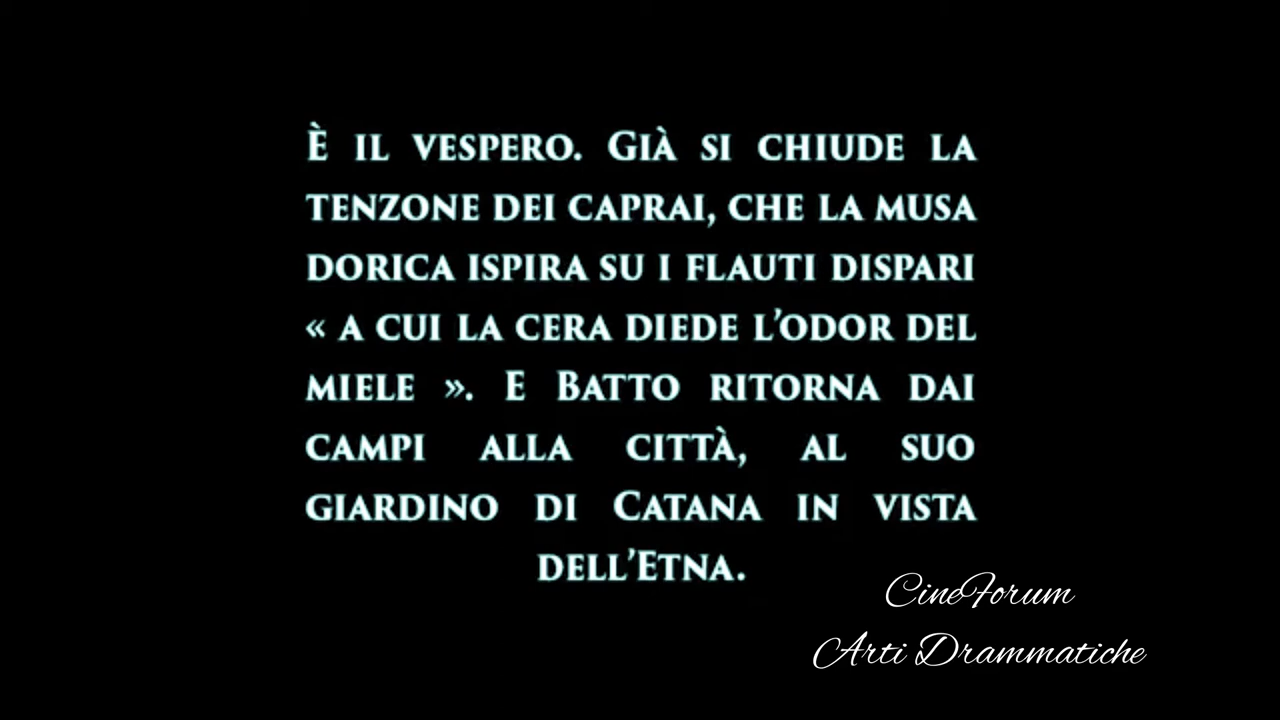 È IL VESPERO. GIÀ SI CHIUDE LA
TENZONE DEI CAPRAI, CHE LA MUSA
DORICA ISPIRA SU I FLAUTI DISPARI
« A CUI LA CERA DIEDE L'ODOR DEL
MIELE ». E BATTO RITORNA DAI
CAMPI ALLA CITTÀ, AL SUO
GIARDINO DI CATANA IN VISTA
DELL'ETNA.
CineForum
Arti Drammatiche